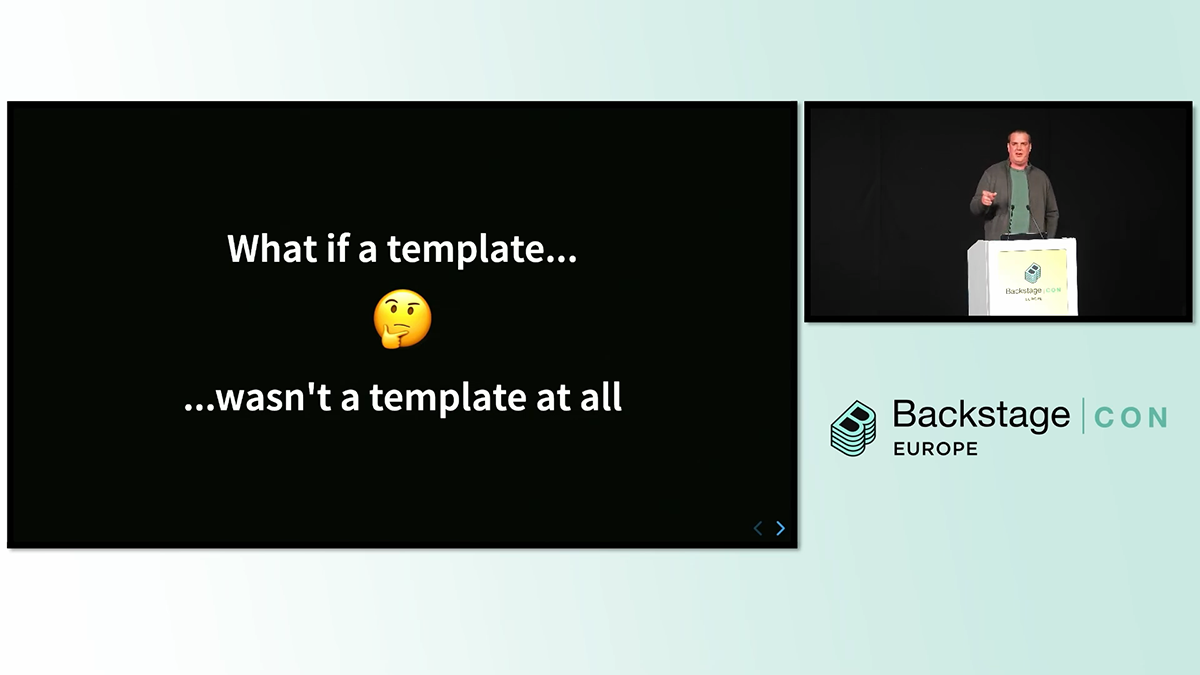 What if a template...
...wasn't a template at all
Backstage CON
EUROPE
Backstage CON
EUROPE